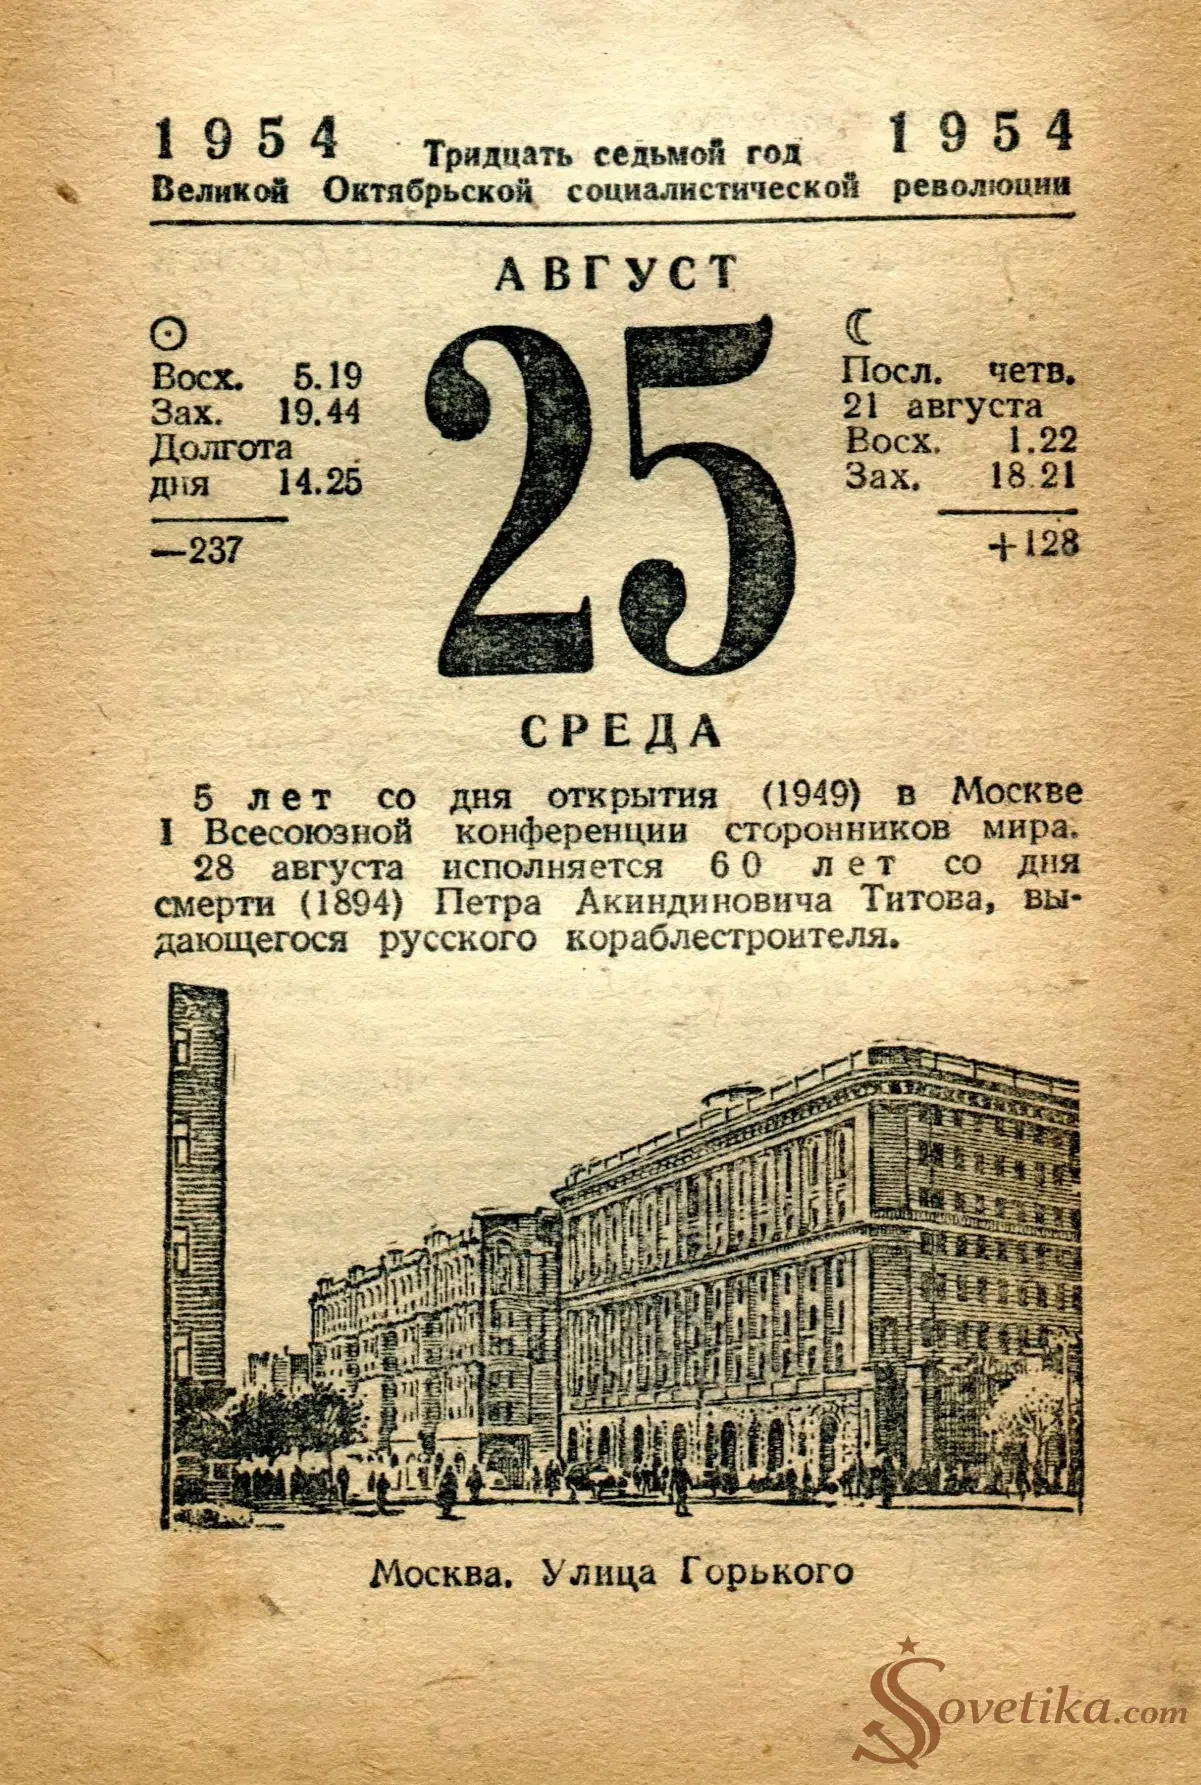 1954 Тридцать седьмой год 1954
Великой Октябрьской социалистической революции
АВГУСТ
25
Восх. 5.19
Зах. 19.44
Долгота
дня 14.25
—237
Посл. четв.
21 августа
Восх. 1.22
Зах. 18.21
+128
СРЕДА
5 лет со дня открытия (1949) в Москве
I Всесоюзной конференции сторонников мира.
28 августа исполняется 60 лет со дня
смерти (1894) Петра Акиндиновича Титова, вы-
дающегося русского кораблестроителя.
Москва. Улица Горького
Sovetika.com